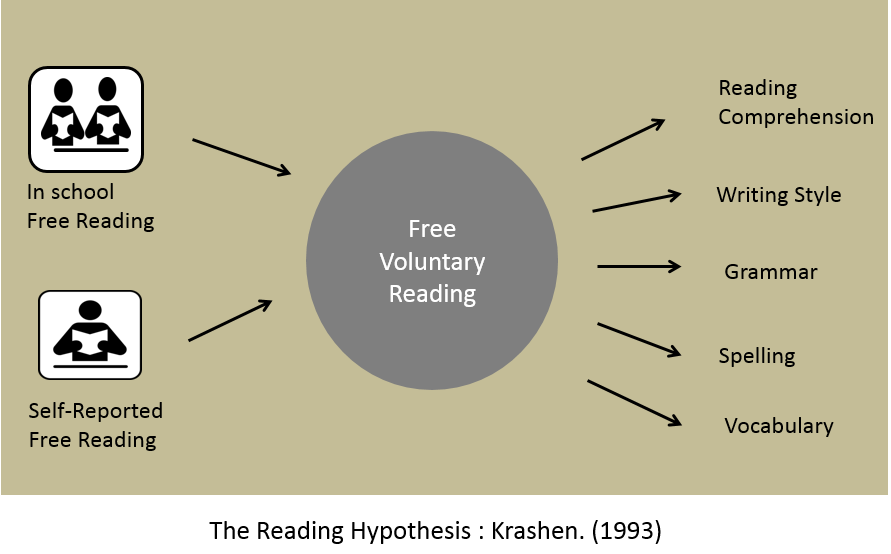 In school
Free Reading
Self-Reported
Free Reading
Free
Voluntary
Reading
Reading
Comprehension
Writing Style
Grammar
Spelling
Vocabulary
The Reading Hypothesis : Krashen. (1993)